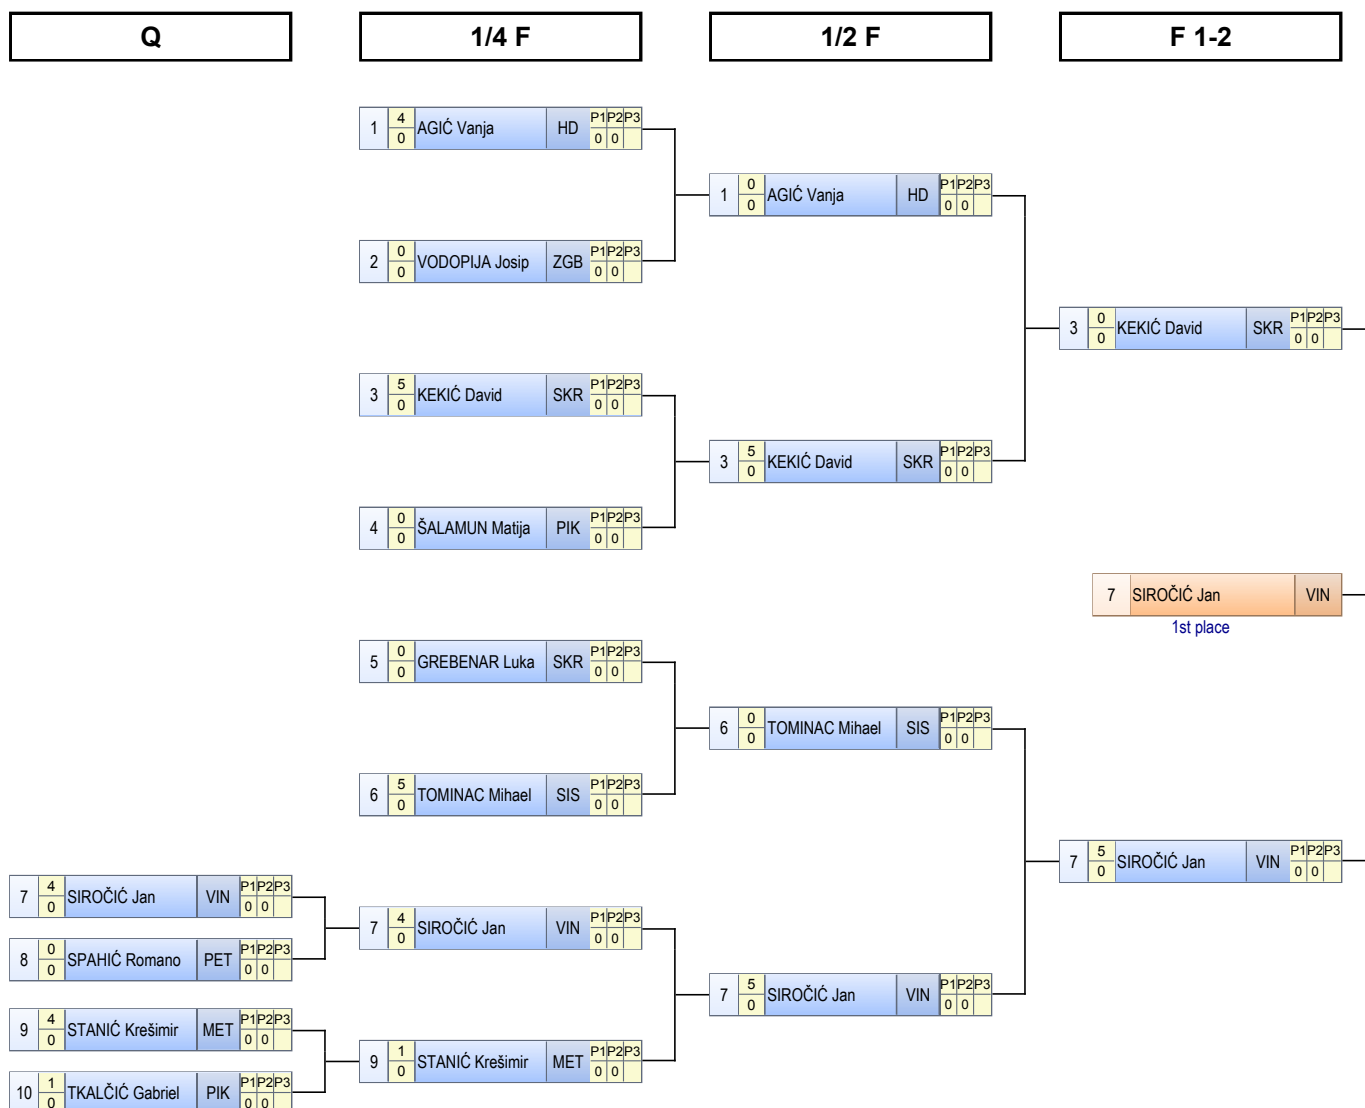 Q 1/4 F 1/2 F F 1-2
1 4 0 AGIĆ Vanja HD P1 P2 P3 0 0
1 0 0 AGIĆ Vanja HD P1 P2 P3 0 0
2 0 0 VODOPIJA Josip ZGB P1 P2 P3 0 0
3 0 0 KEKIĆ David SKR P1 P2 P3 0 0
3 5 0 KEKIĆ David SKR P1 P2 P3 0 0
3 5 0 KEKIĆ David SKR P1 P2 P3 0 0
4 0 0 ŠALAMUN Matija PIK P1 P2 P3 0 0
7 SIROČIĆ Jan VIN
1st place
5 0 0 GREBENAR Luka SKR P1 P2 P3 0 0
6 0 0 TOMINAC Mihael SIS P1 P2 P3 0 0
6 5 0 TOMINAC Mihael SIS P1 P2 P3 0 0
7 5 0 SIROČIĆ Jan VIN P1 P2 P3 0 0
7 4 0 SIROČIĆ Jan VIN P1 P2 P3 0 0
7 4 0 SIROČIĆ Jan VIN P1 P2 P3 0 0
8 0 0 SPAHIĆ Romano PET P1 P2 P3 0 0
7 5 0 SIROČIĆ Jan VIN P1 P2 P3 0 0
9 4 0 STANIĆ Krešimir MET P1 P2 P3 0 0
9 1 0 STANIĆ Krešimir MET P1 P2 P3 0 0
10 1 0 TKALČIĆ Gabriel PIK P1 P2 P3 0 0